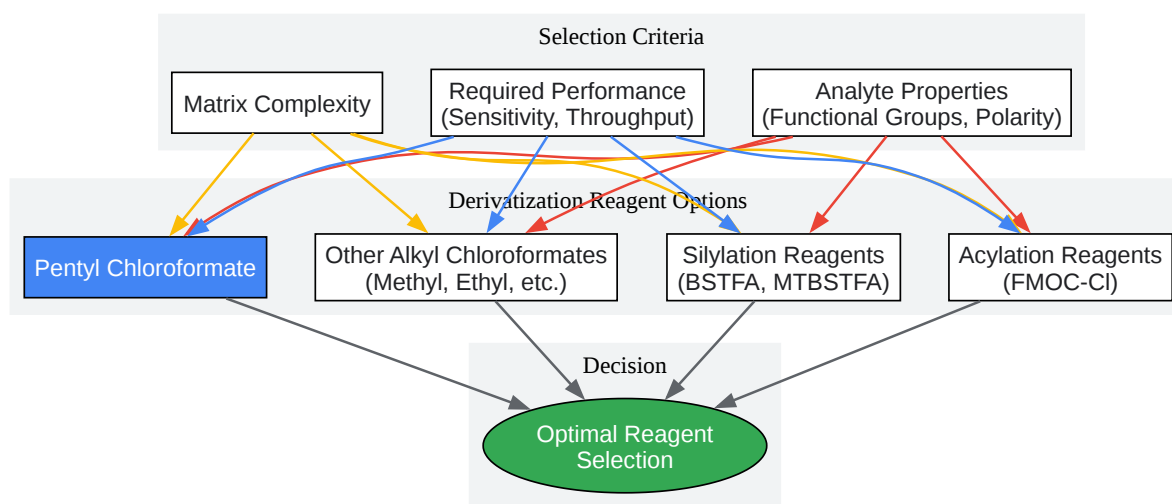 Selection Criteria
Matrix Complexity
Required Performance
(Sensitivity, Throughput)
Analyte Properties
(Functional Groups, Polarity)
Derivatization Reagent Options
Pentyl Chloroformate
Other Alkyl Chloroformates
(Methyl, Ethyl, etc.)
Silylation Reagents
(BSTFA, MTBSTFA)
Acylation Reagents
(FMOC-Cl)
Decision
Optimal Reagent
Selection